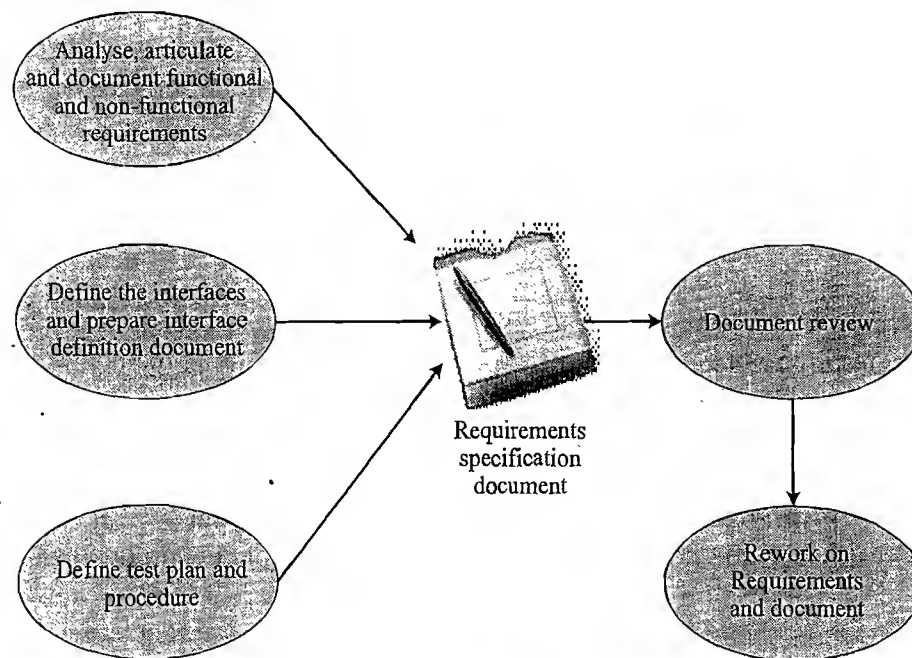 Analyse, articulate
and document functional
and non-functional
requirements
Define the interfaces
and prepare interface
definition document
Document review
Requirements
specification
document
Define test plan and
procedure
Rework on
Requirements
and document